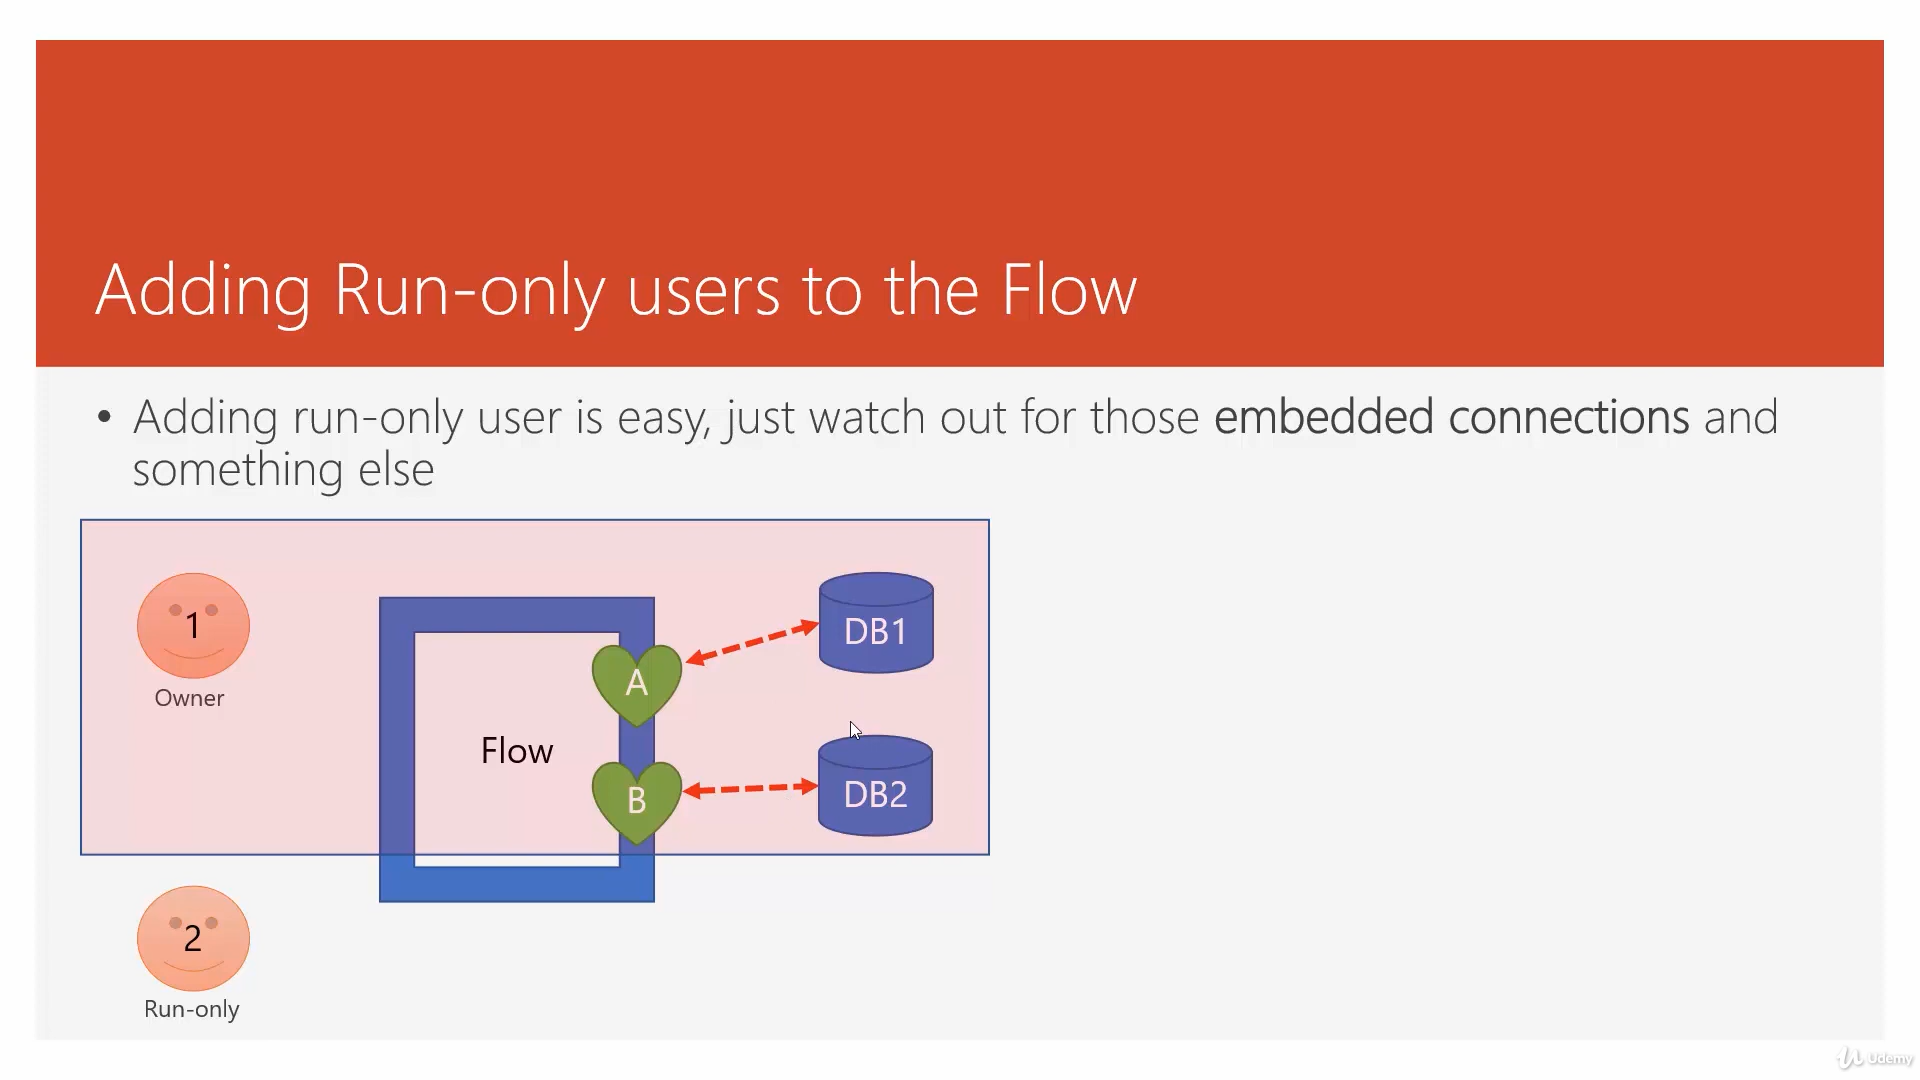 Adding Run-only users to the Flow
• Adding run-only user is easy, just watch out for those embedded connections and
something else
1
Owner
DB1
A
Flow
B
DB2
2
Run-only
Udemy